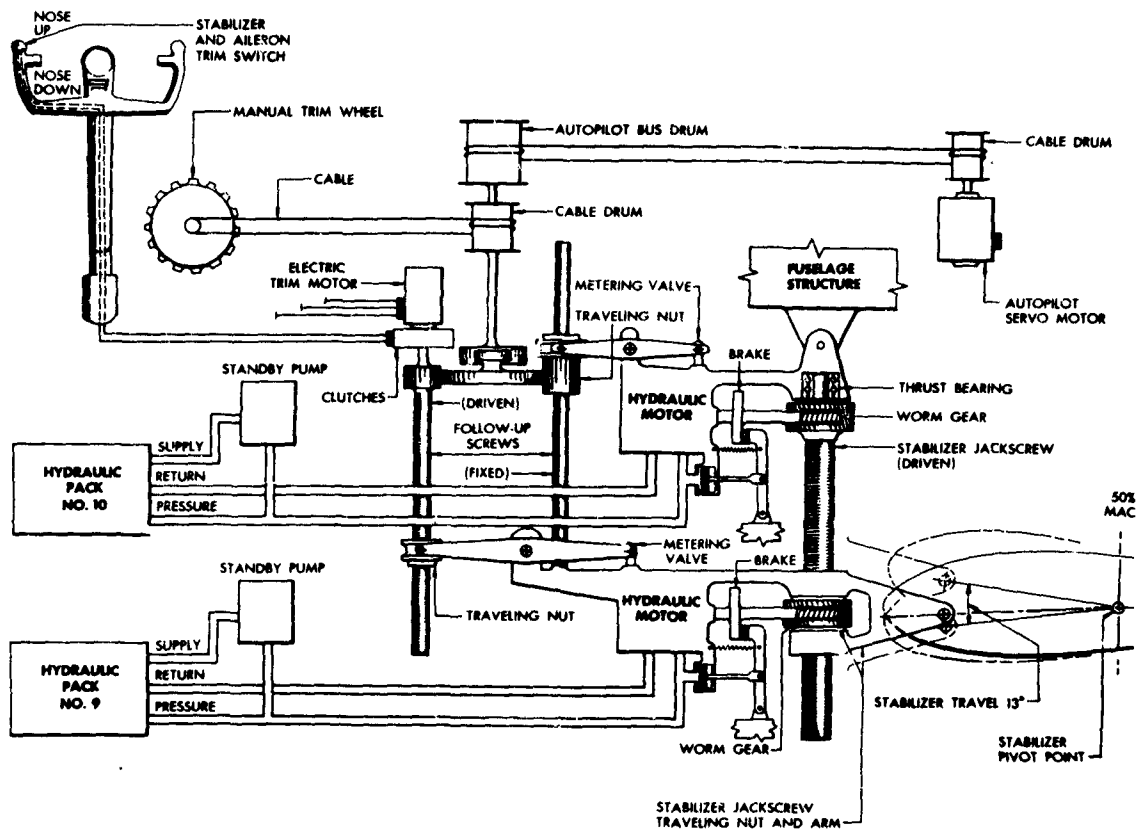 NOSE
UP
STABILIZER
AND AILERON
TRIM SWITCH
NOSE
DOWN
MANUAL TRIM WHEEL
AUTOPILOT BUS DRUM
CABLE DRUM
CABLE
CABLE DRUM
ELECTRIC
TRIM MOTOR
METERING VALVE
TRAVELING NUT
FUSELAGE
STRUCTURE
AUTOPILOT
SERVO MOTOR
BRAKE
STANDBY PUMP
CLUTCHES
(DRIVEN)
HYDRAULIC
MOTOR
THRUST BEARING
WORM GEAR
FOLLOW-UP
SCREWS
STABILIZER JACKSCREW
(DRIVEN)
SUPPLY
HYDRAULIC
PACK
NO. 10
RETURN
(FIXED)
PRESSURE
50%
MAC
METERING
VALVE
BRAKE
STANDBY PUMP
HYDRAULIC
MOTOR
TRAVELING NUT
SUPPLY
HYDRAULIC
PACK
NO. 9
RETURN
PRESSURE
STABILIZER TRAVEL 13°
WORM GEAR
STABILIZER
PIVOT POINT
STABILIZER JACKSCREW
TRAVELING NUT AND ARM